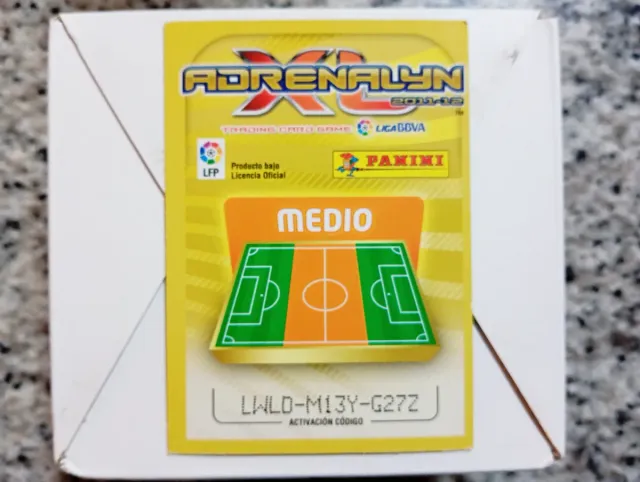 ADRENALYN
XL
2011-12
TM
TRADING CARD GAME LIGA BBVA
LFP
Producto bajo
Licencia Oficial
PANINI
MEDIO
LWLD-M13Y-G27Z
ACTIVACIÓN CÓDIGO